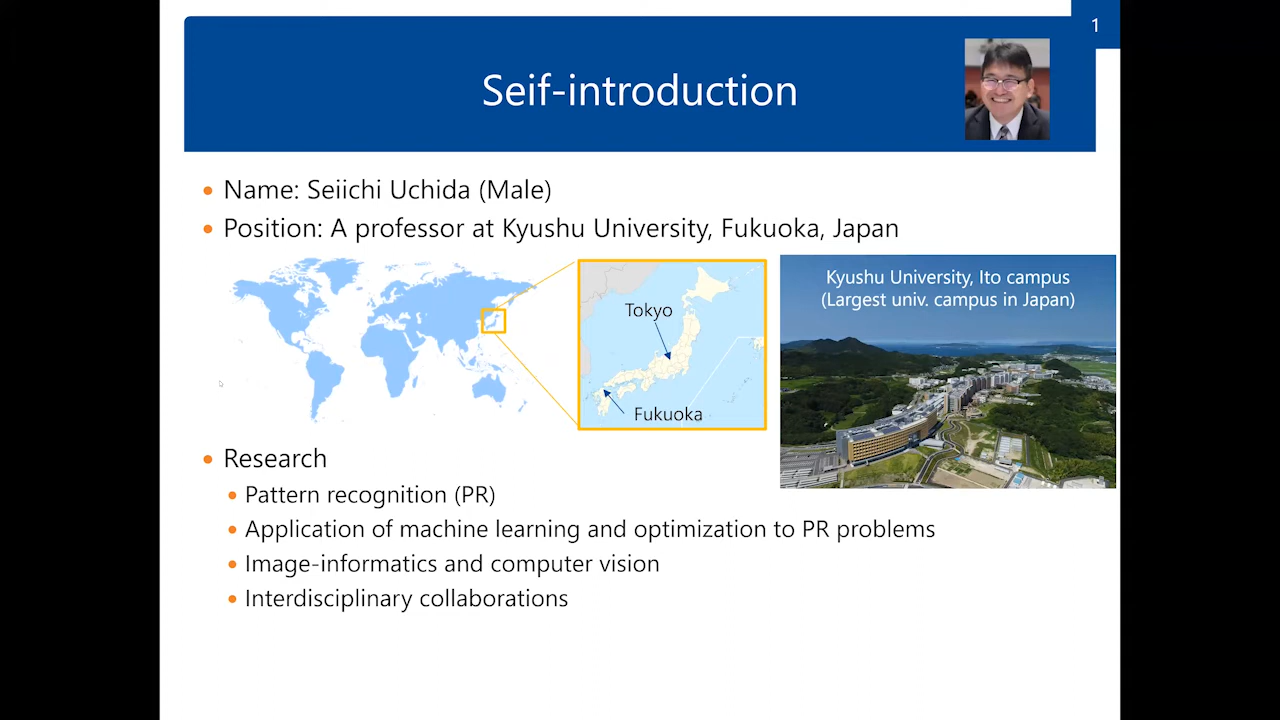 1
Seif-introduction
Name: Seiichi Uchida (Male)
Position: A professor at Kyushu University, Fukuoka, Japan
Tokyo
Fukuoka
Kyushu University, Ito campus
(Largest univ. campus in Japan)
Research
Pattern recognition (PR)
Application of machine learning and optimization to PR problems
Image-informatics and computer vision
Interdisciplinary collaborations